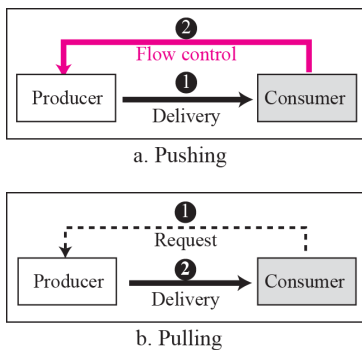 2
Flow control
1
Producer
Consumer
Delivery
a. Pushing
1
Request
Producer
2
Consumer
Delivery
b. Pulling